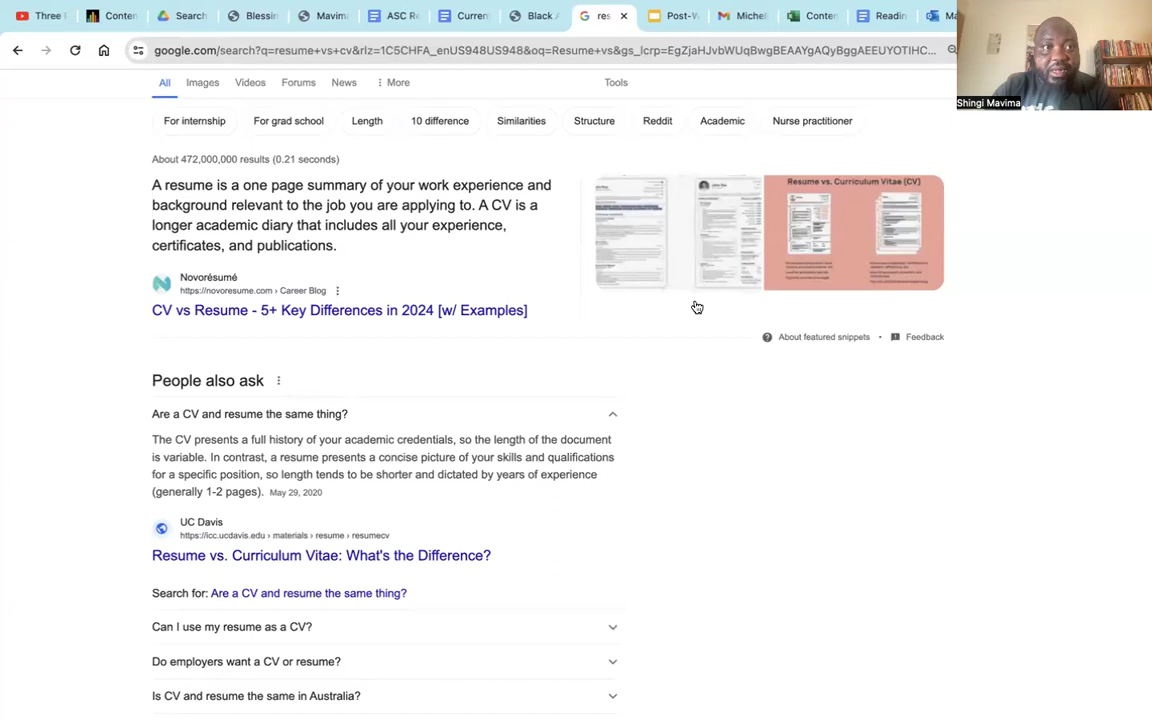 Three F
Conten
Search
Blessin
Mavima
ASC Re
Curren
Black A
res
Post-W
Michell
Conten
Readin
Ma
google.com/search?q=resume+vs+cv&rlz=1C5CHFA_enUS948US948&oq=Resume+vs&gs_lcrp=EgZjaHJvbWUqBwgBEAAYgAQyBggAEEUYOTIHC...
Shingi Mavima
All Images Videos Forums News More Tools
For internship For grad school Length 10 difference Similarities Structure Reddit Academic Nurse practitioner
About 472,000,000 results (0.21 seconds)
A resume is a one page summary of your work experience and
background relevant to the job you are applying to. A CV is a
longer academic diary that includes all your experience,
certificates, and publications.
Resume vs. Curriculum Vitae (CV)
Novorésumé
https://novoresume.com › Career Blog
CV vs Resume - 5+ Key Differences in 2024 [w/ Examples]
About featured snippets • Feedback
People also ask
Are a CV and resume the same thing?
The CV presents a full history of your academic credentials, so the length of the document
is variable. In contrast, a resume presents a concise picture of your skills and qualifications
for a specific position, so length tends to be shorter and dictated by years of experience
(generally 1-2 pages). May 29, 2020
UC Davis
https://icc.ucdavis.edu › materials › resume › resumecv
Resume vs. Curriculum Vitae: What's the Difference?
Search for: Are a CV and resume the same thing?
Can I use my resume as a CV?
Do employers want a CV or resume?
Is CV and resume the same in Australia?